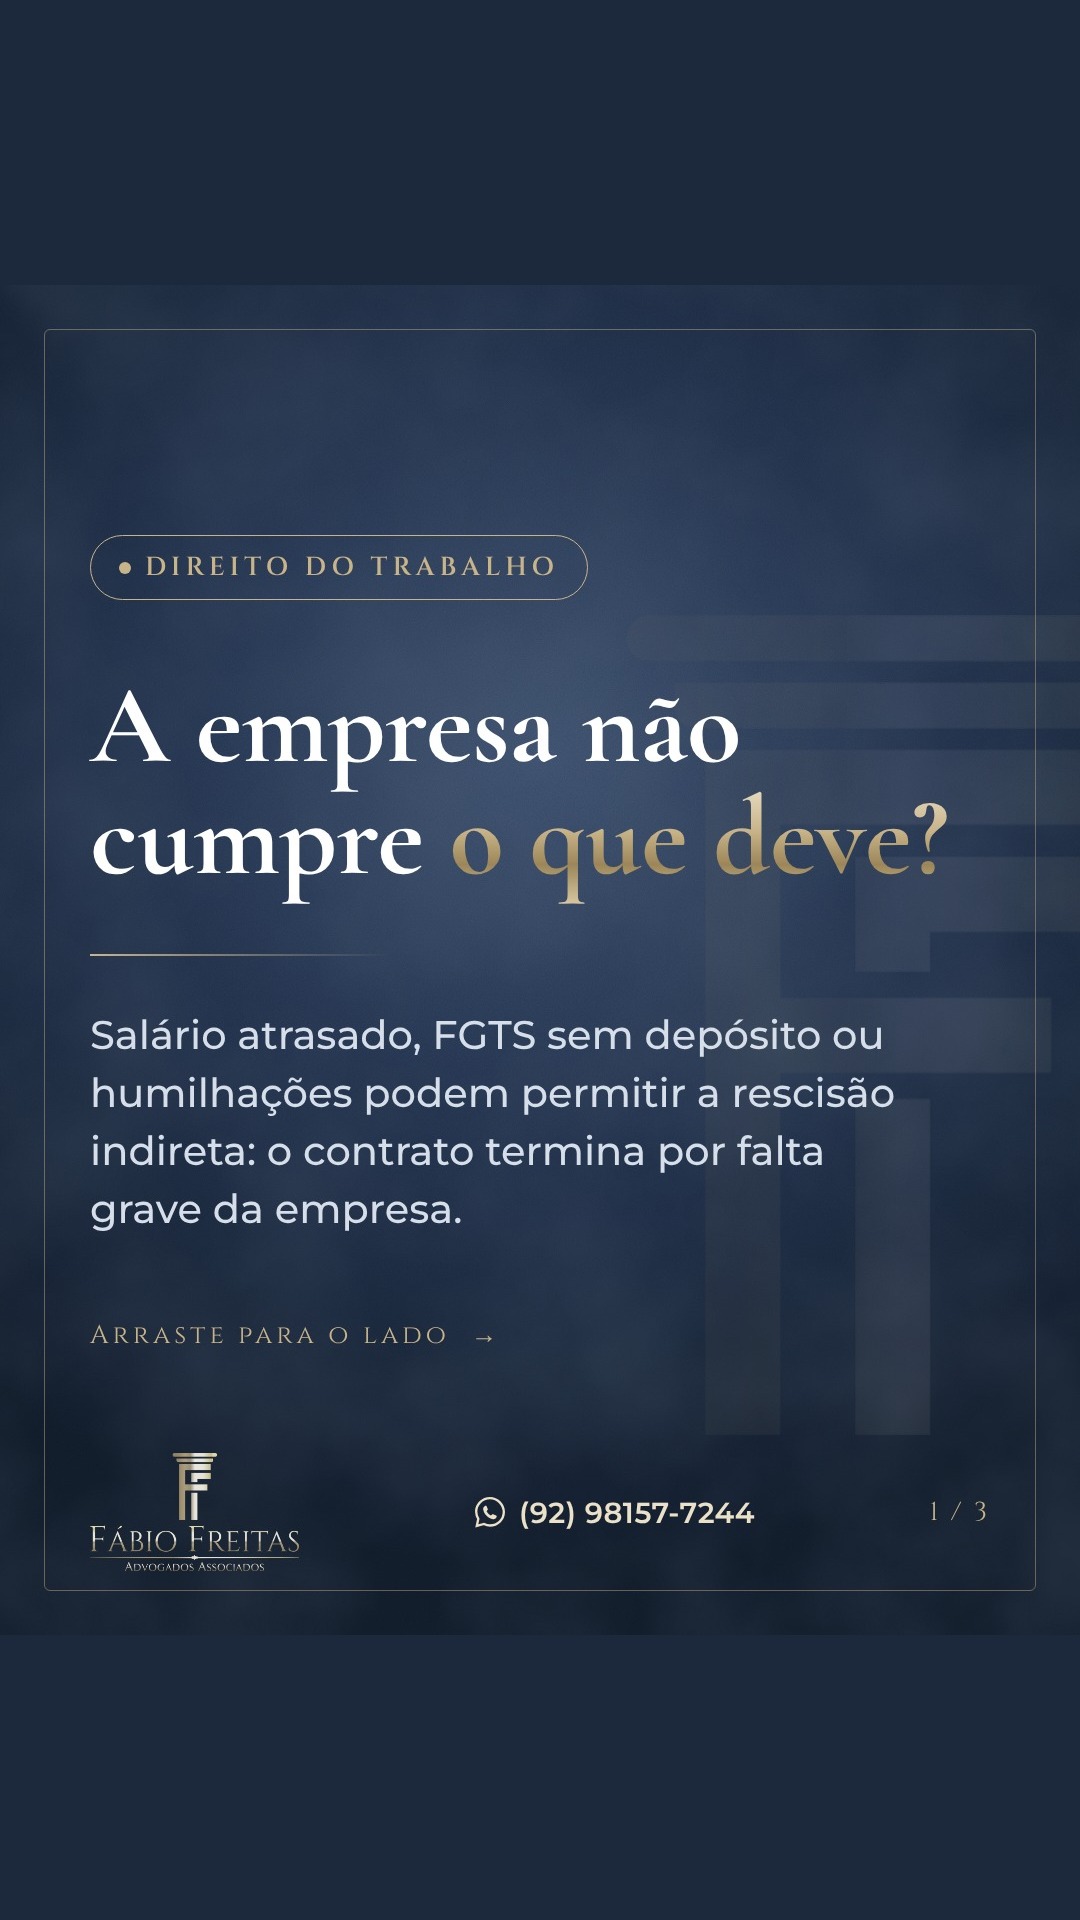 • DIREITO DO TRABALHO
A empresa não
cumpre o que deve?
Salário atrasado, FGTS sem depósito ou
humilhações podem permitir a rescisão
indireta: o contrato termina por falta
grave da empresa.
ARRASTE PARA O LADO →
FÁBIO FREITAS
ADVOGADOS ASSOCIADOS
(92) 98157-7244
1 / 3